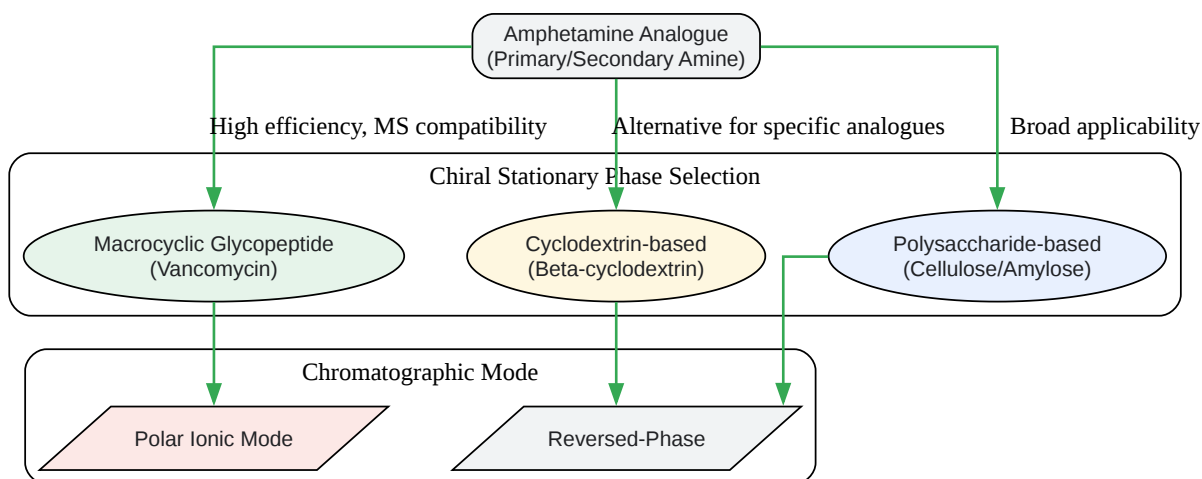 Amphetamine Analogue
(Primary/Secondary Amine)
High efficiency, MS compatibility
Alternative for specific analogues
Broad applicability
Chiral Stationary Phase Selection
Macrocyclic Glycopeptide
(Vancomycin)
Cyclodextrin-based
(Beta-cyclodextrin)
Polysaccharide-based
(Cellulose/Amylose)
Chromatographic Mode
Polar Ionic Mode
Reversed-Phase